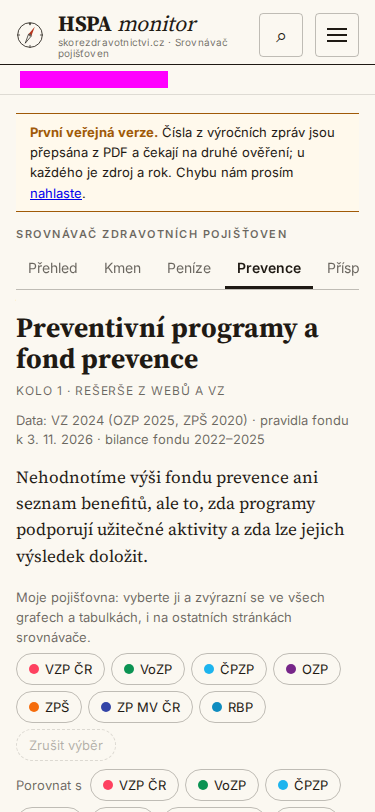 HSPA monitor
skorezdravotnictvi.cz · Srovnávač
pojišťoven
První veřejná verze. Čísla z výročních zpráv jsou
přepsána z PDF a čekají na druhé ověření; u
každého je zdroj a rok. Chybu nám prosím
nahlaste.
SROVNÁVAČ ZDRAVOTNÍCH POJIŠŤOVEN
Přehled Kmen Peníze Prevence Přísp
Preventivní programy a
fond prevence
KOLO 1 · REŠERŠE Z WEBŮ A VZ
Data: VZ 2024 (OZP 2025, ZPŠ 2020) · pravidla fondu
k 3. 11. 2026 · bilance fondu 2022–2025
Nehodnotíme výši fondu prevence ani
seznam benefitů, ale to, zda programy
podporují užitečné aktivity a zda lze jejich
výsledek doložit.
Moje pojišťovna: vyberte ji a zvýrazní se ve všech
grafech a tabulkách, i na ostatních stránkách
srovnávače.
VZP ČR VoZP ČPZP OZP
ZPŠ ZP MV ČR RBP
Zrušit výběr
Porovnat s VZP ČR VoZP ČPZP